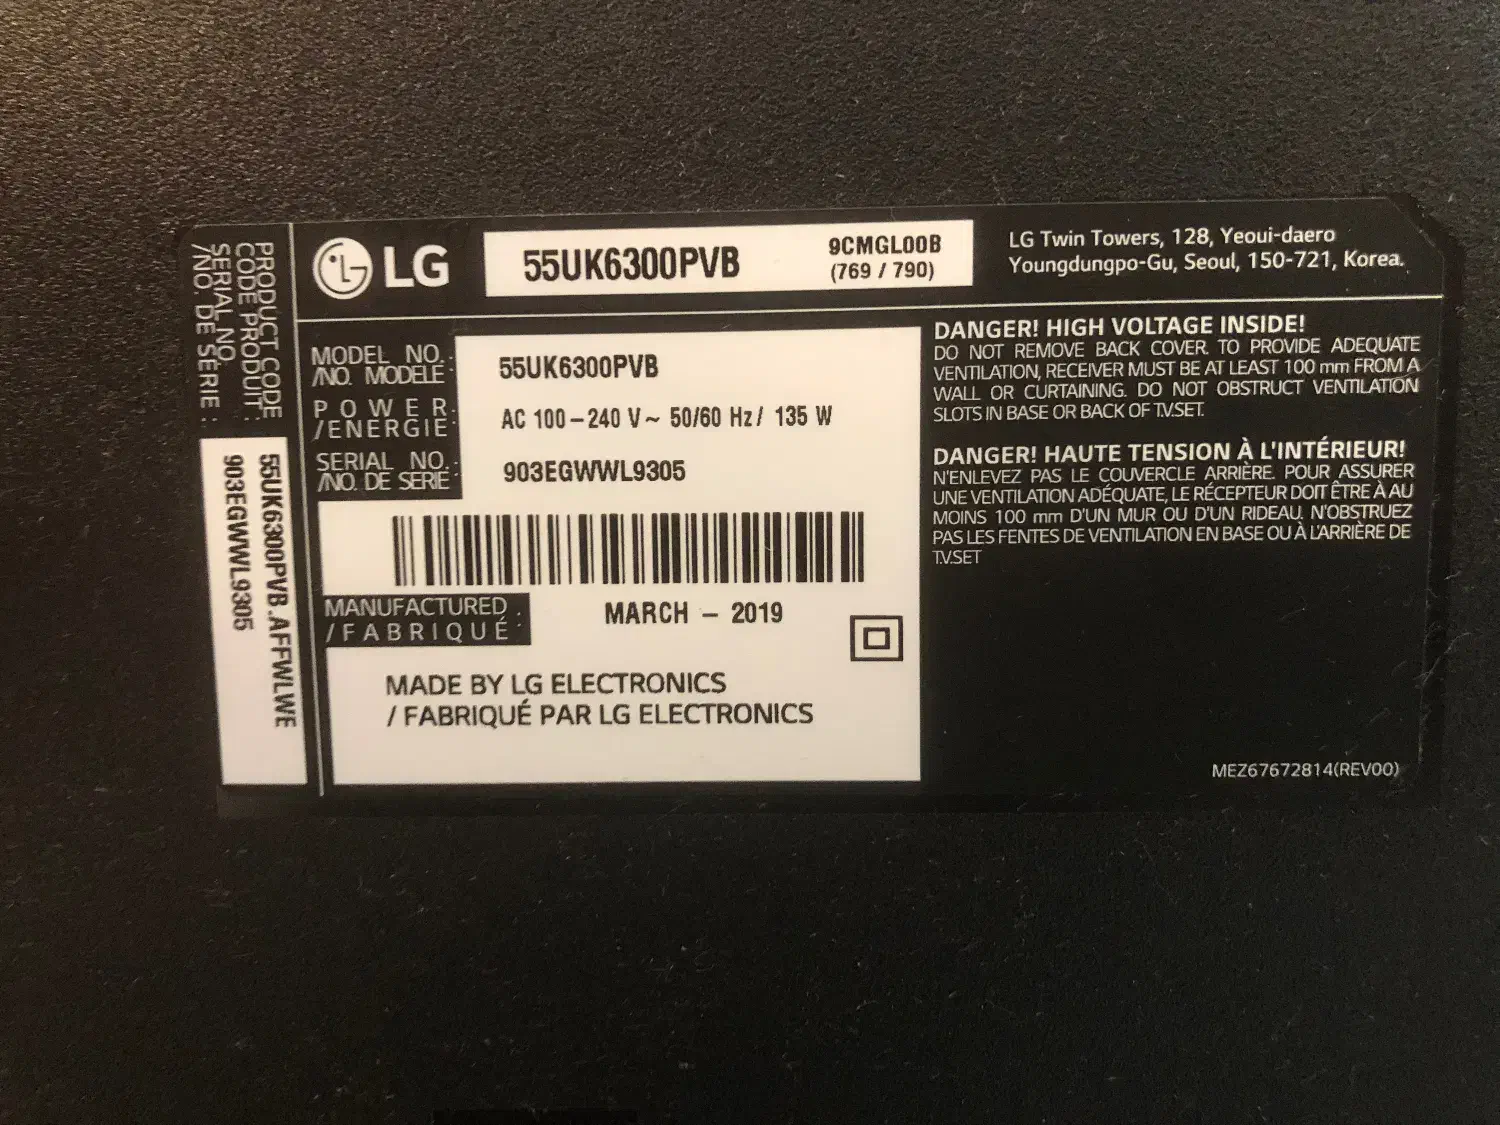 LG
55UK6300PVB
9CMGL00B
(769 / 790)
LG Twin Towers, 128, Yeoui-daero
Youngdungpo-Gu, Seoul, 150-721, Korea.
PRODUCT CODE
CODE PRODUIT :
SERIAL NO.
/NO. DE SÉRIE :
55UK6300PVB.AFFWLWE
903EGWWL9305
MODEL NO. :
/NO. MODÈLE
55UK6300PVB
POWER :
/ENERGIE
AC 100-240 V~ 50/60 Hz/ 135 W
SERIAL NO. :
/NO. DE SERIE
903EGWWL9305
MANUFACTURED :
/FABRIQUÉ
MARCH - 2019
MADE BY LG ELECTRONICS
/ FABRIQUÉ PAR LG ELECTRONICS
DANGER! HIGH VOLTAGE INSIDE!
DO NOT REMOVE BACK COVER. TO PROVIDE ADEQUATE
VENTILATION, RECEIVER MUST BE AT LEAST 100 mm FROM A
WALL OR CURTAINING. DO NOT OBSTRUCT VENTILATION
SLOTS IN BASE OR BACK OF T.V.SET.
DANGER! HAUTE TENSION À L'INTÉRIEUR!
N'ENLEVEZ PAS LE COUVERCLE ARRIÈRE. POUR ASSURER
UNE VENTILATION ADÉQUATE, LE RÉCEPTEUR DOIT ÊTRE À AU
MOINS 100 mm D'UN MUR OU D'UN RIDEAU. N'OBSTRUEZ
PAS LES FENTES DE VENTILATION EN BASE OU À L'ARRIÈRE DE
T.V.SET
MEZ67672814(REV00)